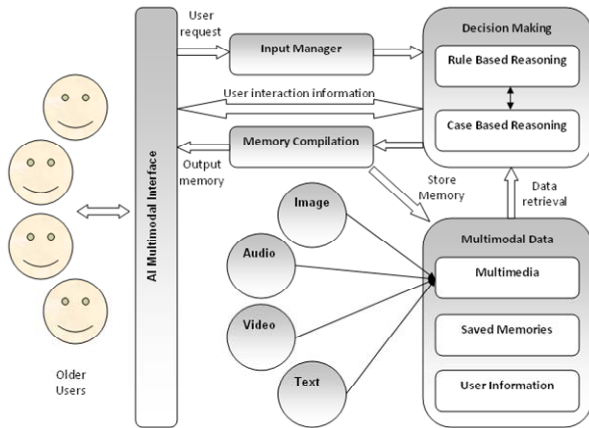 User
request
Input Manager
Decision Making
Rule Based Reasoning
User interaction information
Case Based Reasoning
Memory Compilation
Output
memory
Store
Memory
Data
retrieval
AI Multimodal Interface
Image
Audio
Video
Text
Multimodal Data
Multimedia
Saved Memories
User Information
Older
Users